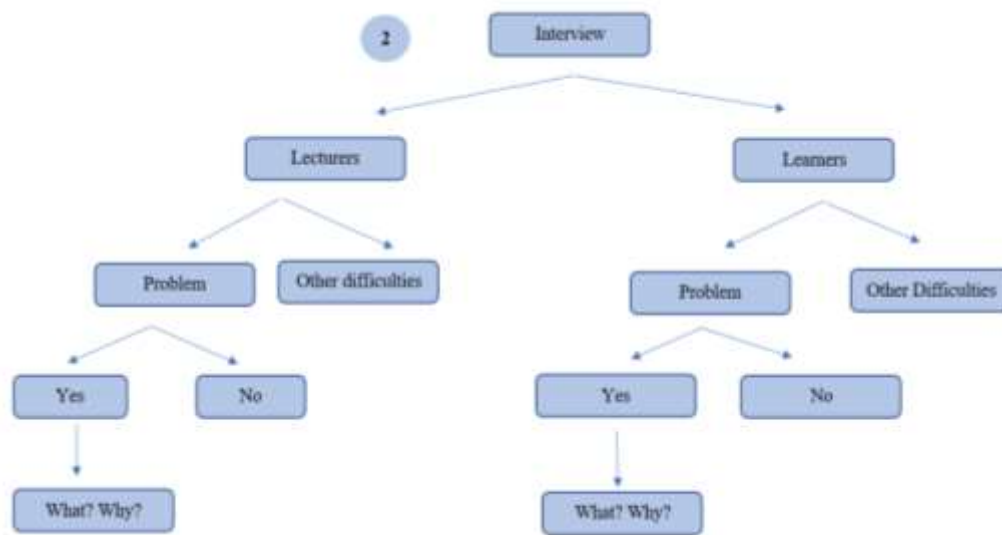 2
Interview
Lecturers
Learners
Problem
Other difficulties
Problem
Other Difficulties
Yes
No
Yes
No
What? Why?
What? Why?